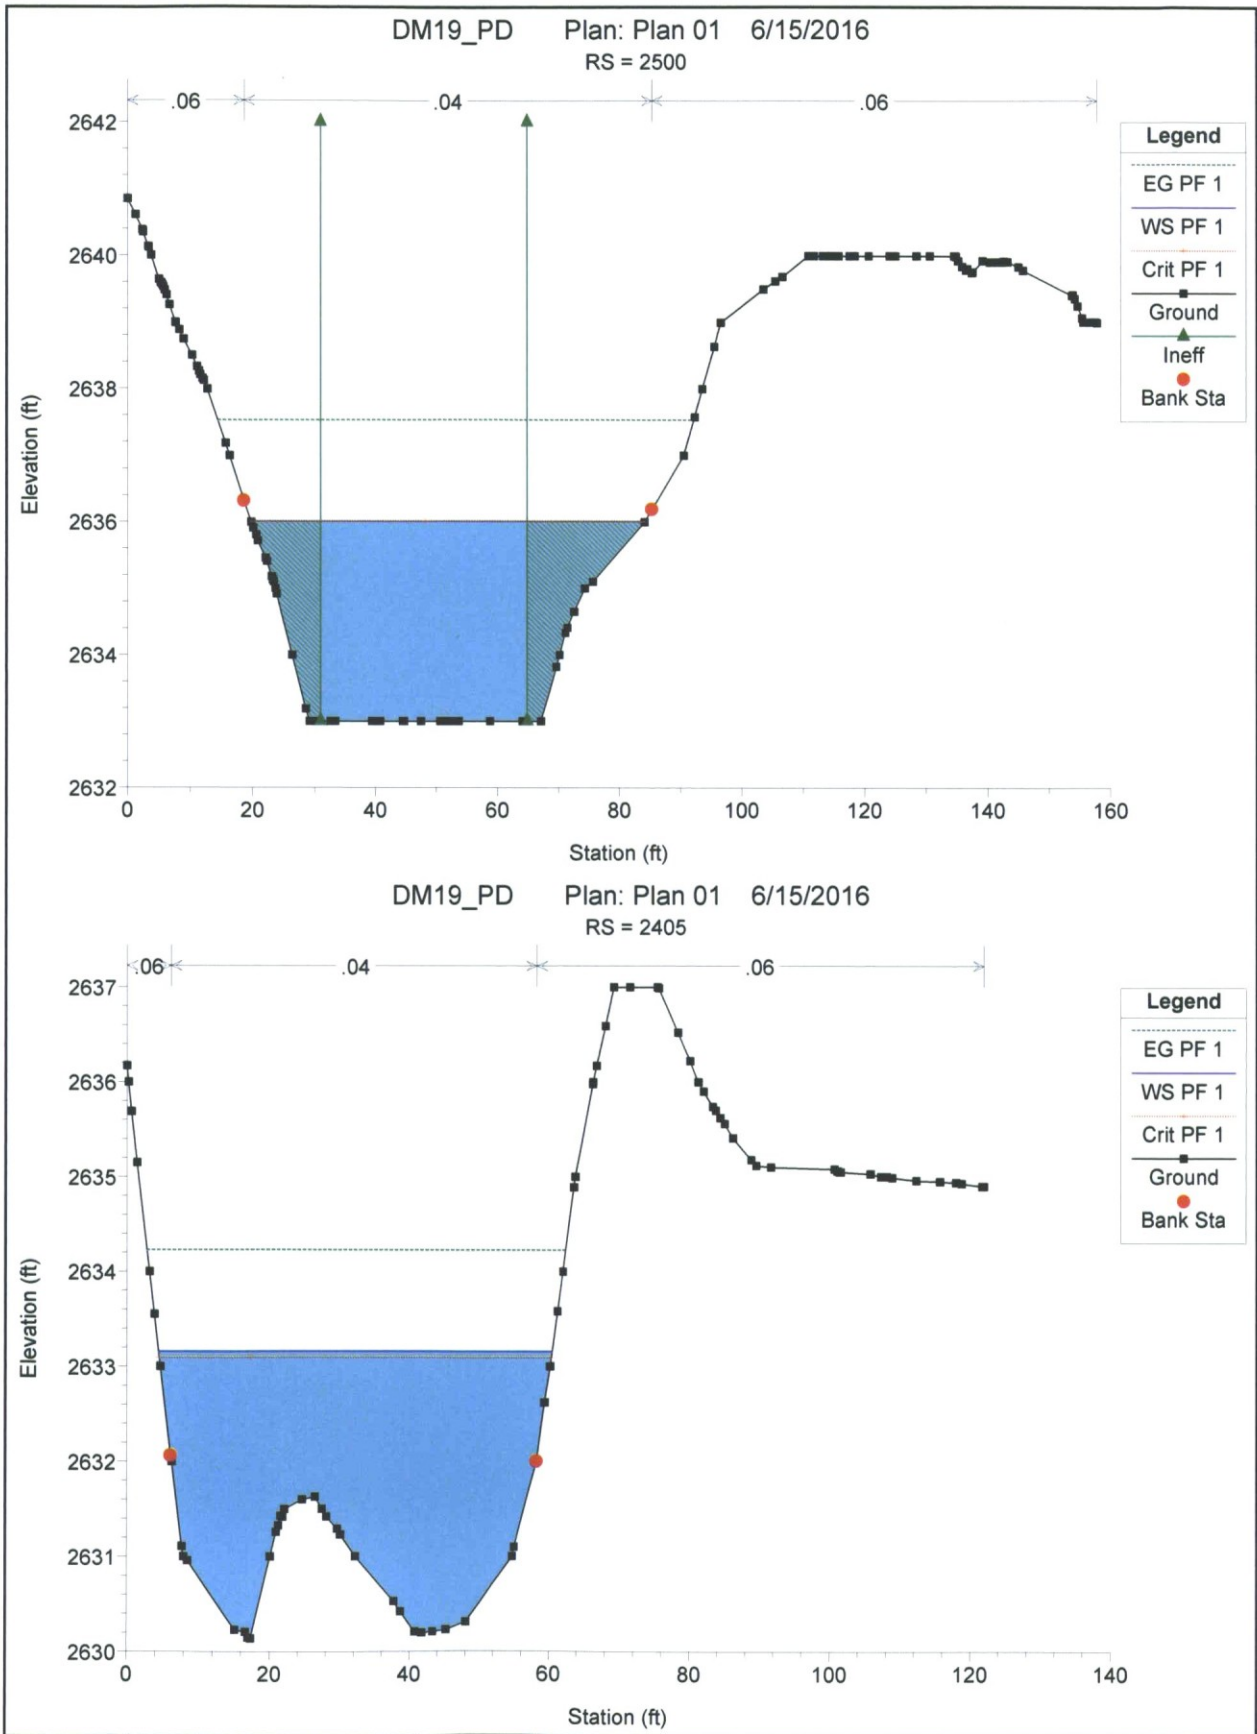 DM19_PD Plan: Plan 01 6/15/2016
RS = 2500
.06 .04 .06
2642
2640
2638
2636
2634
2632
Elevation (ft)
0 20 40 60 80 100 120 140 160
Station (ft)
Legend
EG PF 1
WS PF 1
Crit PF 1
Ground
Ineff
Bank Sta
DM19_PD Plan: Plan 01 6/15/2016
RS = 2405
.06 .04 .06
2637
2636
2635
2634
2633
2632
2631
2630
Elevation (ft)
0 20 40 60 80 100 120 140
Station (ft)
Legend
EG PF 1
WS PF 1
Crit PF 1
Ground
Bank Sta